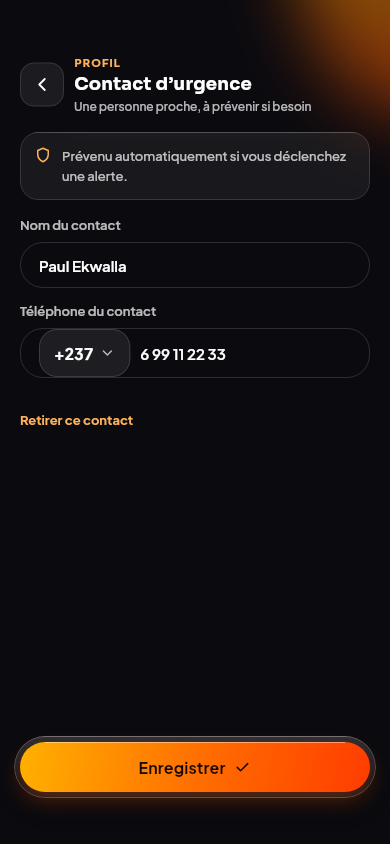 PROFIL
Contact d’urgence
Une personne proche, à prévenir si besoin
Prévenu automatiquement si vous déclenchez
une alerte.
Nom du contact
Paul Ekwalla
Téléphone du contact
+237 6 99 11 22 33
Retirer ce contact
Enregistrer